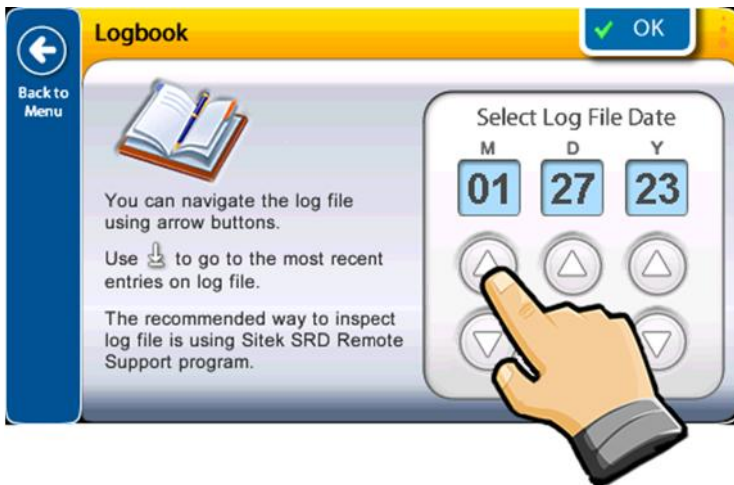 Logbook
OK
Back to
Menu
You can navigate the log file
using arrow buttons.
Use to go to the most recent
entries on log file.
The recommended way to inspect
log file is using Sitek SRD Remote
Support program.
Select Log File Date
M D Y
01 27 23